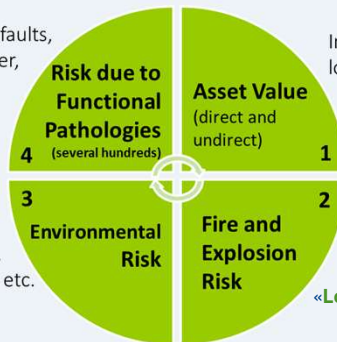 faults,
er,
Risk due to
Functional
Pathologies
(several hundreds)
4
Asset Value
(direct and
undirect)
1
3
Environmental
Risk
etc.
2
Fire and
Explosion
Risk